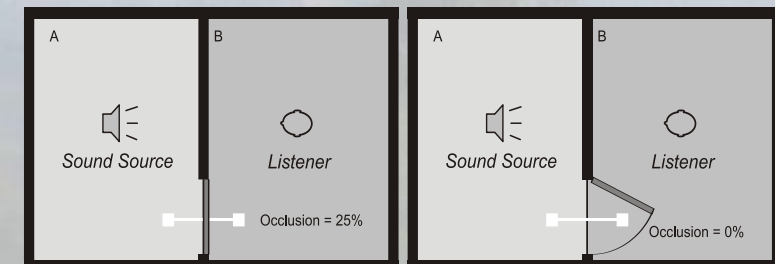 A
B
Sound Source
Listener
Occlusion = 25%
A
B
Sound Source
Listener
Occlusion = 0%